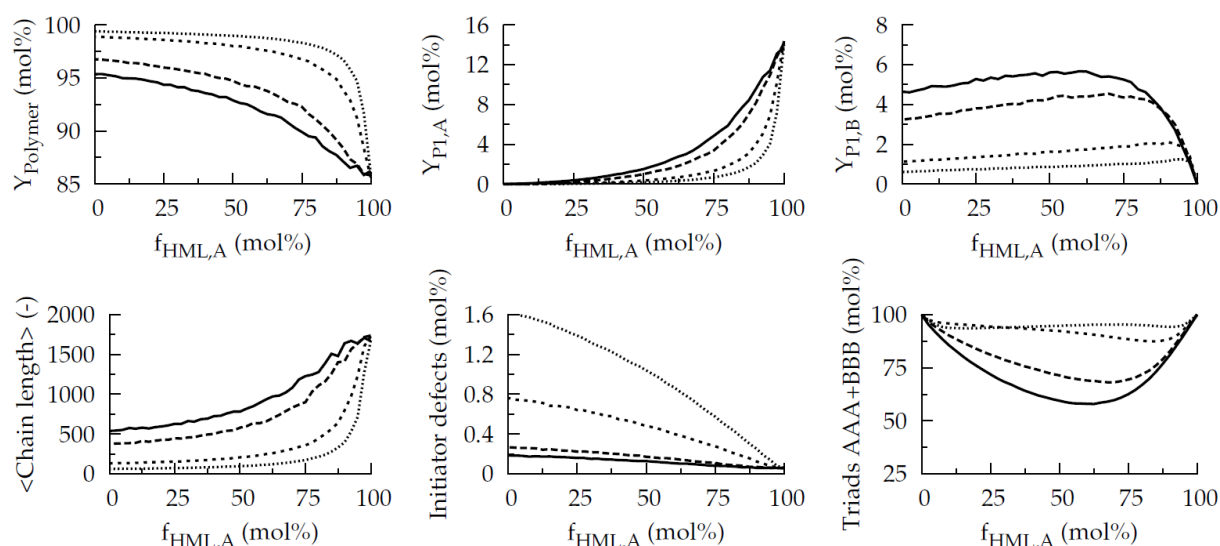 Y_Polymer (mol%)
100
95
90
85
0 25 50 75 100
f_HML,A (mol%)
Y_P1,A (mol%)
16
12
8
4
0
0 25 50 75 100
f_HML,A (mol%)
Y_P1,B (mol%)
8
6
4
2
0
0 25 50 75 100
f_HML,A (mol%)
<Chain length> (-)
2000
1500
1000
500
0
0 25 50 75 100
f_HML,A (mol%)
Initiator defects (mol%)
1.6
1.2
0.8
0.4
0
0 25 50 75 100
f_HML,A (mol%)
Triads AAA+BBB (mol%)
100
75
50
25
0 25 50 75 100
f_HML,A (mol%)